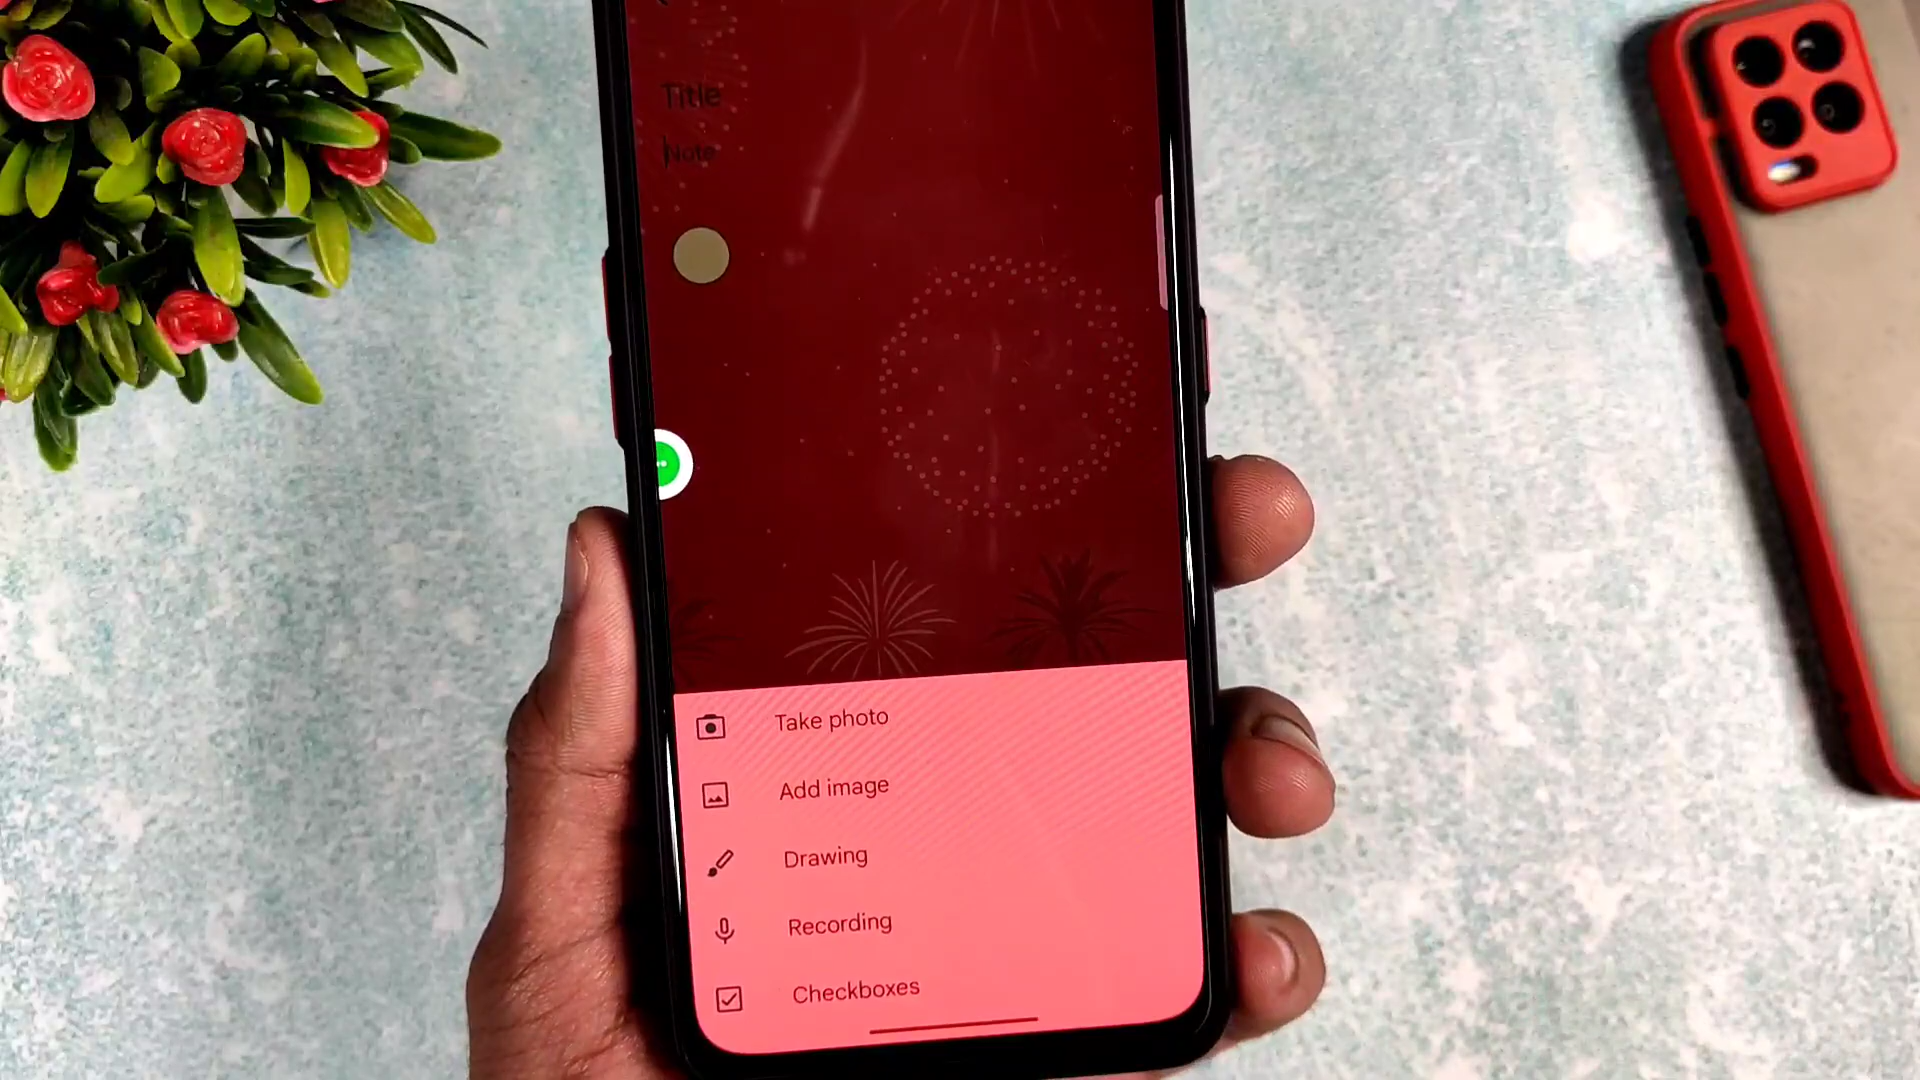 Title
Note
Take photo
Add image
Drawing
Recording
Checkboxes